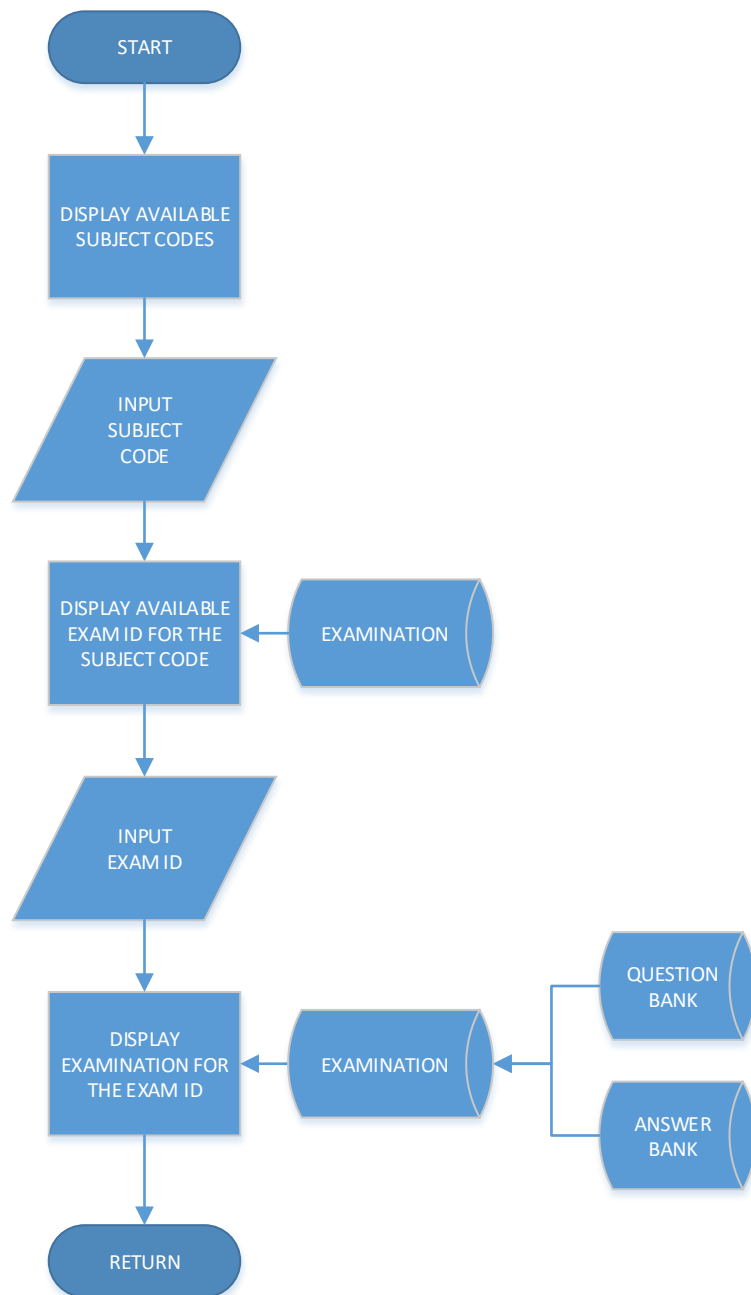 START
DISPLAY AVAILABLE
SUBJECT CODES
INPUT
SUBJECT
CODE
DISPLAY AVAILABLE
EXAM ID FOR THE
SUBJECT CODE
EXAMINATION
INPUT
EXAM ID
DISPLAY
EXAMINATION FOR
THE EXAM ID
EXAMINATION
QUESTION
BANK
ANSWER
BANK
RETURN